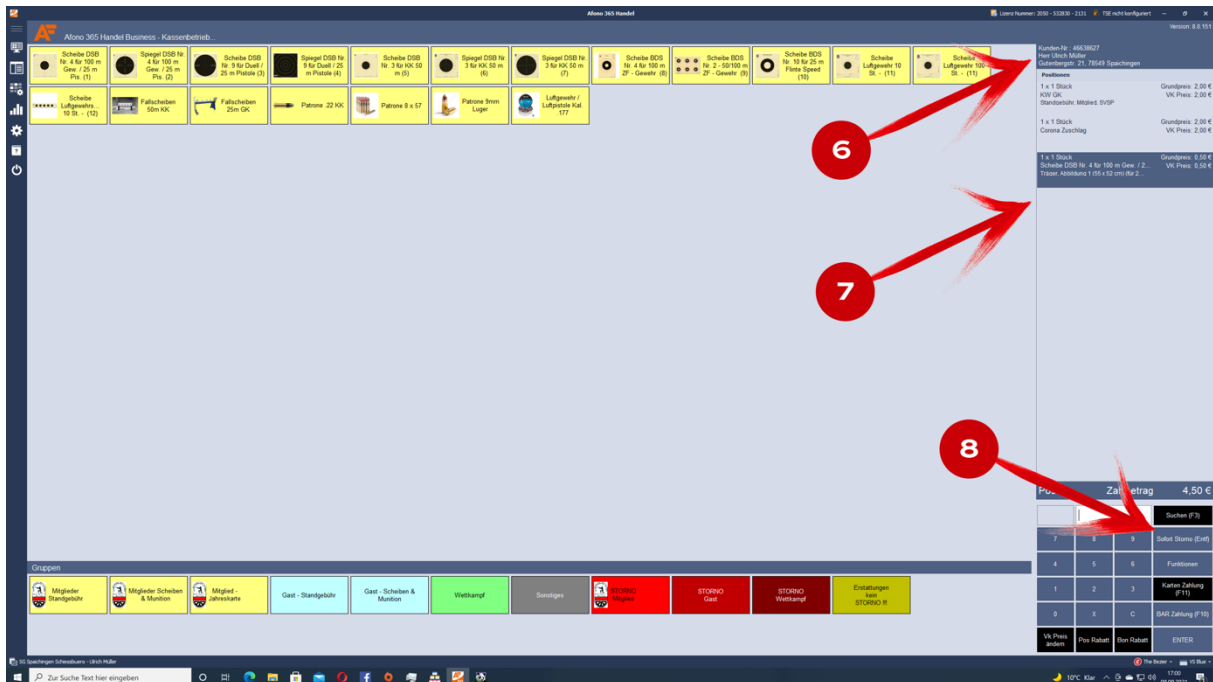 Afono 365 Handel
Lizenz Nummer: 2050 - 532830 - 2131
TSE nicht konfiguriert
Version: 8.0.151
AF
Afono 365 Handel Business - Kassenbetrieb...
Scheibe DSB
Nr. 4 für 100 m
Gew. / 25 m
Pis. (1)
Spiegel DSB Nr.
4 für 100 m
Gew. / 25 m
Pis. (2)
Scheibe DSB
Nr. 9 für Duell /
25 m Pistole (3)
Spiegel DSB Nr.
9 für Duell / 25
m Pistole (4)
Scheibe DSB
Nr. 3 für KK 50
m (5)
Spiegel DSB Nr.
3 für KK 50 m
(6)
Spiegel DSB Nr.
3 für KK 50 m
(7)
Scheibe BDS
Nr. 4 für 100 m
ZF - Gewehr (8)
Scheibe BDS
Nr. 2 - 50/100 m
ZF - Gewehr (9)
Scheibe BDS
Nr. 10 für 25 m
Flinte Speed
(10)
Scheibe
Luftgewehr 10
St. - (11)
Scheibe
Luftgewehr 100
St. - (11)
Scheibe
Luftgewehrs...
10 St. - (12)
Fallscheiben
50m KK
Fallscheiben
25m GK
Patrone .22 KK
Patrone 8 x 57
Patrone 9mm
Luger
Luftgewehr /
Luftpistole Kal.
.177
Kunden-Nr.: 46638627
Herr Ulrich Müller
Gutenbergstr. 21, 78549 Spaichingen
Positionen
1 x 1 Stück Grundpreis: 2,00 €
KW GK VK Preis: 2,00 €
Standgebühr, Mitglied, SVSP
1 x 1 Stück Grundpreis: 2,00 €
Corona Zuschlag VK Preis: 2,00 €
1 x 1 Stück Grundpreis: 0,50 €
Scheibe DSB Nr. 4 für 100 m Gew. / 2... VK Preis: 0,50 €
Träger, Abbildung 1 (55 x 52 cm) (für 2...
6
7
8
4,50 €
Suchen (F3)
7 8 9 Sofort Storno (Entf)
4 5 6 Funktionen
1 2 3 Karten Zahlung
(F11)
0 X C BAR Zahlung (F10)
Vk Preis
ändern
Pos Rabatt Bon Rabatt ENTER
Gruppen
Mitglieder
Standgebühr
Mitglieder Scheiben
& Munition
Mitglied -
Jahreskarte
Gast - Standgebühr
Gast - Scheiben &
Munition
Wettkampf
Sonstiges
STORNO
Mitglied
STORNO
Gast
STORNO
Wettkampf
Erstattungen
kein
STORNO !!!
SG Spaichingen Schiessbuero - Ulrich Müller
The Bezier
VS Blue
Zur Suche Text hier eingeben
10°C Klar
17:00